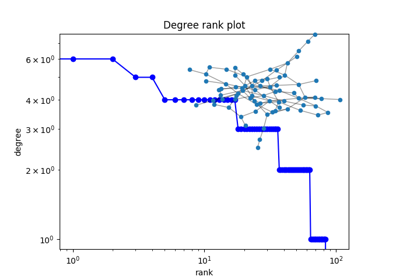 Degree rank plot
degree
6 × 10⁰
4 × 10⁰
3 × 10⁰
2 × 10⁰
10⁰
10⁰
10¹
10²
rank